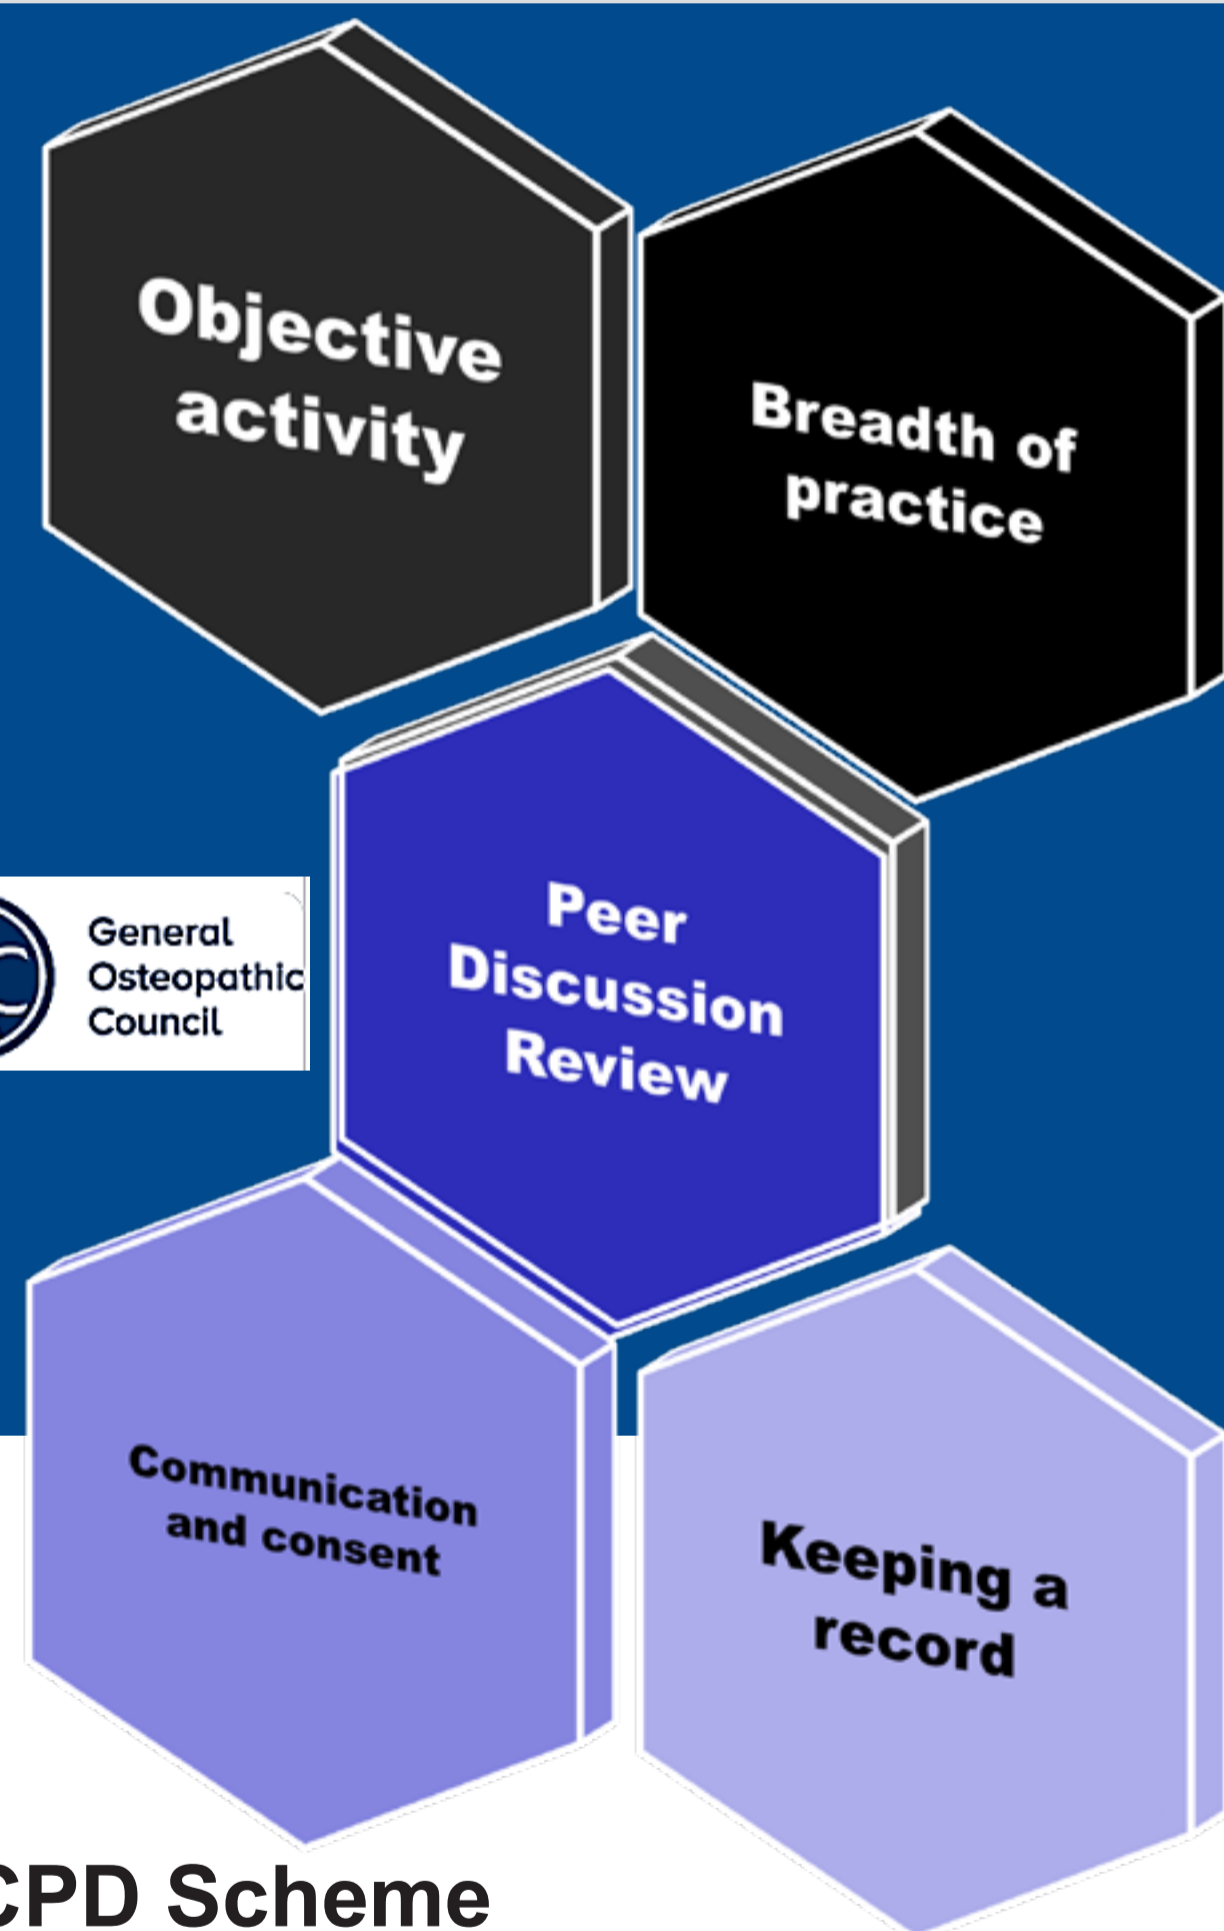 Objective
activity
Breadth of
practice
Peer
Discussion
Review
General
Osteopathic
Council
Communication
and consent
Keeping a
record
CPD Scheme